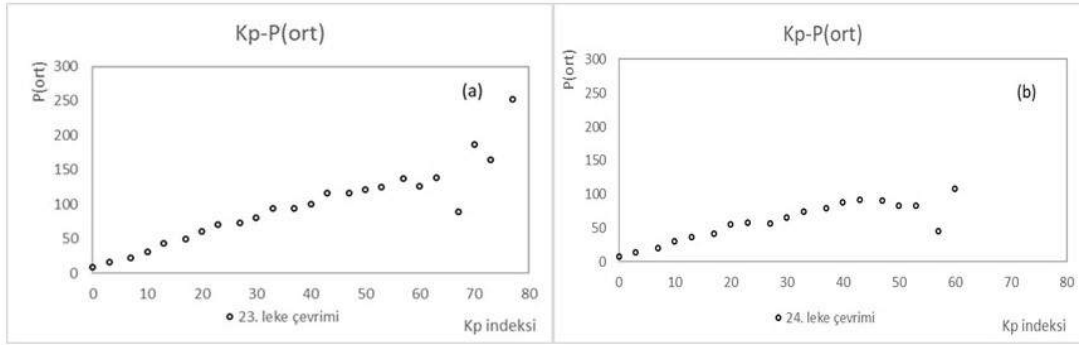 Kp-P(ort)
P(ort)
300
250
200
150
100
50
0
(a)
0 10 20 30 40 50 60 70 80
23. leke çevrimi
Kp indeksi
Kp-P(ort)
P(ort)
300
250
200
150
100
50
0
(b)
0 10 20 30 40 50 60 70 80
24. leke çevrimi
Kp indeksi